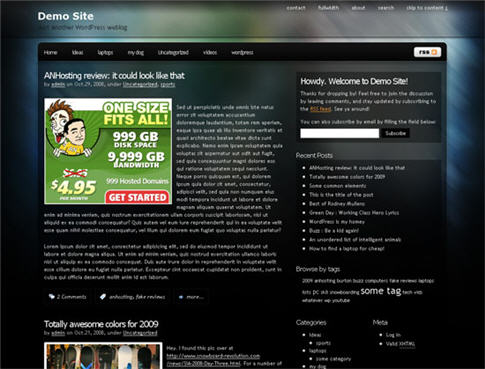 contact fullwidth about search skip to content ↓
Demo Site
Just another WordPress weblog
Home Ideas laptops my dog Uncategorized videos wordpress
rss
ANHosting review: it could look like that
by admin on Oct.29, 2008, under Uncategorized, sports
ONE SIZE
FITS ALL!
999 GB
DISK SPACE
9,999 GB
BANDWIDTH
999 Hosted Domains
$4.95
PER MONTH
GET STARTED
Sed ut perspiciatis unde omnis iste natus
error sit voluptatem accusantium
doloremque laudantium, totam rem aperiam,
eaque ipsa quae ab illo inventore veritatis et
quasi architecto beatae vitae dicta sunt
explicabo. Nemo enim ipsam voluptatem quia
voluptas sit aspernatur aut odit aut fugit,
sed quia consequuntur magni dolores eos
qui ratione voluptatem sequi nesciunt.
Neque porro quisquam est, qui dolorem
ipsum quia dolor sit amet, consectetur,
adipisci velit, sed quia non numquam eius
modi tempora incidunt ut labore et dolore
magnam aliquam quaerat voluptatem. Ut
enim ad minima veniam, quis nostrum exercitationem ullam corporis suscipit laboriosam, nisi ut
aliquid ex ea commodi consequatur? Quis autem vel eum iure reprehenderit qui in ea voluptate velit
esse quam nihil molestiae consequatur, vel illum qui dolorem eum fugiat quo voluptas nulla pariatur?
Lorem ipsum dolor sit amet, consectetur adipisicing elit, sed do eiusmod tempor incididunt ut
labore et dolore magna aliqua. Ut enim ad minim veniam, quis nostrud exercitation ullamco laboris
nisi ut aliquip ex ea commodo consequat. Duis aute irure dolor in reprehenderit in voluptate velit
esse cillum dolore eu fugiat nulla pariatur. Excepteur sint occaecat cupidatat non proident, sunt in
culpa qui officia deserunt mollit anim id est laborum.
2 Comments anhosting, fake reviews more...
Totally awesome colors for 2009
by admin on Oct.28, 2008, under Uncategorized
Hey. I found this pic over at
http://www.snowboard-revolution.com
/news/SIA-2008-Day-Three.html. For a number of
Howdy. Welcome to Demo Site!
Thanks for dropping by! Feel free to join the discussion
by leaving comments, and stay updated by subscribing to
the RSS feed. See ya around!
You can also subscribe by email by filling the field below:
Subscribe
Recent Posts
ANHosting review: it could look like that
Totally awesome colors for 2009
Some common elements
This is the title of the post
Best of Rodney Mullens
Green Day : Working Class Hero Lyrics
WordPress is my homey
Buzz : Be a kid again!
An unordered list of intelligent animals
How to find a laptop for cheap!
Browse by tags
2009 anhosting burton buzz computers fake reviews laptops
kits pc skit snowboarding some tag tech vids
whatever wp youtube
Categories
Ideas
sports
laptops
some category
my dog
Meta
Log in
Valid XHTML